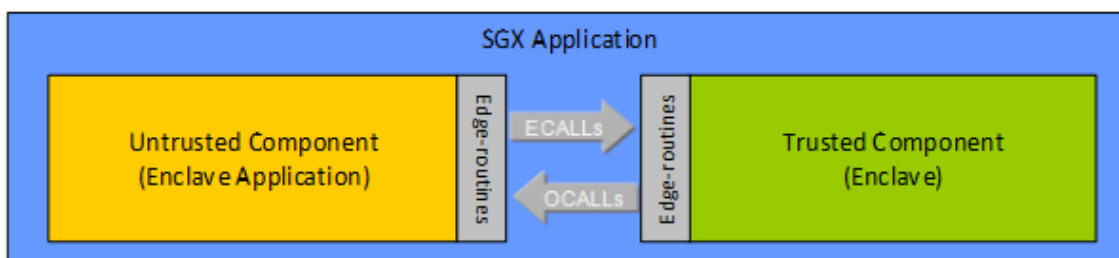 SGX Application
Untrusted Component
(Enclave Application)
Edge-routines
ECALLs
OCALLs
Edge-routines
Trusted Component
(Enclave)